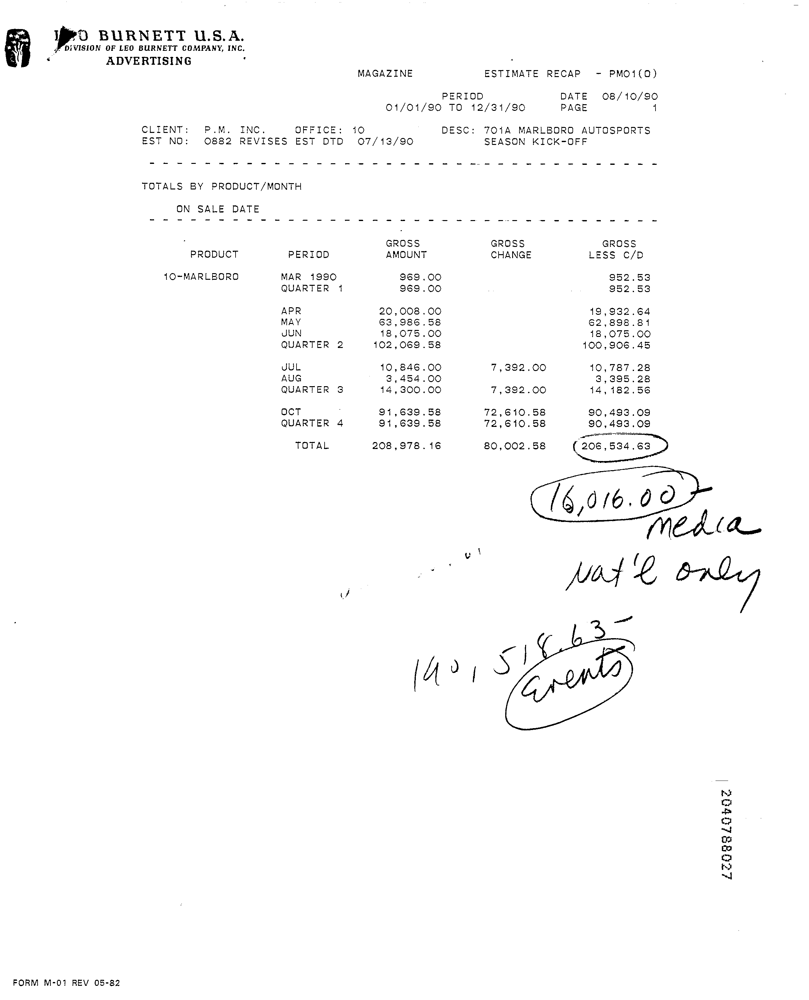 BURNETT U.S.A.
DIVISION OF LEO BURNETT COMPANY, INC.
ADVERTISING
MAGAZINE ESTIMATE RECAP - PM01(D)
PERIOD DATE 08/10/90
01/01/90 TO 12/31/90 PAGE 1
CLIENT: P.M. INC. OFFICE: 10 DESC: 701A MARLBORO AUTOSPORTS
EST NO: 0882 REVISES EST DTD 07/13/90 SEASON KICK-OFF
TOTALS BY PRODUCT/MONTH
ON SALE DATE
GROSS GROSS GROSS
PRODUCT PERIOD AMOUNT CHANGE LESS C/D
10-MARLBORO MAR 1990 969.00 952.53
QUARTER 1 969.00 952.53
APR 20,008.00 19,932.64
MAY 63,986.58 62,898.81
JUN 18,075.00 18,075.00
QUARTER 2 102,069.58 100,906.45
JUL 10,846.00 7,392.00 10,787.28
AUG 3,454.00 3,395.28
QUARTER 3 14,300.00 7,392.00 14,182.56
OCT 91,639.58 72,610.58 90,493.09
QUARTER 4 91,639.58 72,610.58 90,493.09
TOTAL 208,978.16 80,002.58 206,534.63
16,016.00 -
media
Nat'l only
190,518.63 -
Events
2040788027
FORM M-01 REV 05-82